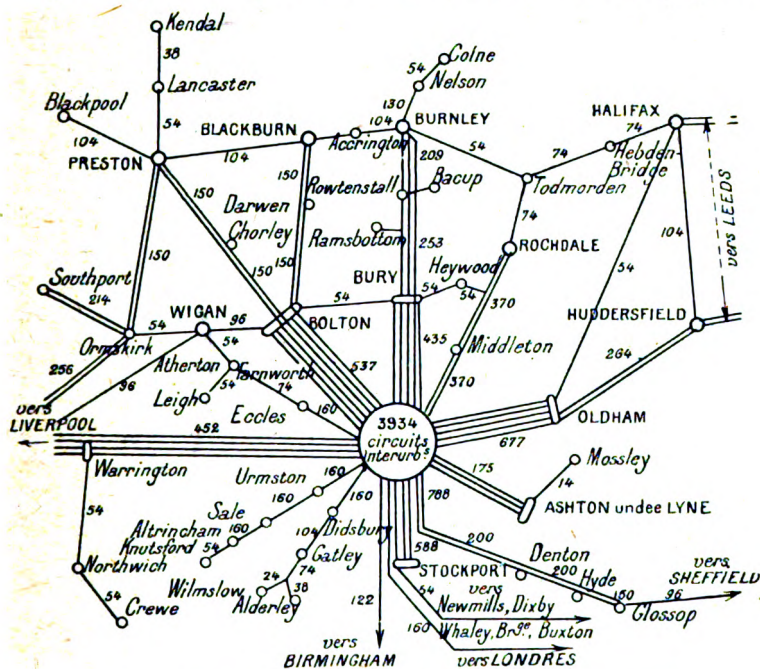 Kendal
38
Lancaster
54
Blackpool
104
PRESTON
104
BLACKBURN
Accrington
104
BURNLEY
130
Nelson
54
Colne
HALIFAX
74
Hebden-
Bridge
74
Todmorden
54
209
150
Rowtenstall
Bacup
Darwen
150
Chorley
Ramsbottom
253
74
ROCHDALE
104
vers LEEDS
54
150
Southport
214
150
150
BURY
Heywood
54
54
370
HUDDERSFIELD
WIGAN
54
96
54
BOLTON
Ormskirk
435
Middleton
264
256
96
54
Atherton
Farnworth
537
370
54
74
Leigh
Eccles
160
vers
LIVERPOOL
3934
circuits
interurbs
OLDHAM
677
452
Warrington
175
Mossley
14
Urmston
160
788
160
160
ASHTON undee LYNE
54
Sale
Altrincham
160
Didsbury
200
Knutsford
54
104
588
Denton
Northwich
Gatley
STOCKPORT
200
vers
SHEFFIELD
Wilmslow
24
74
Hyde
54
Alderley
38
54
vers
Newmills, Dixby
150
96
Glossop
Crewe
122
160
Whaley, Brge, Buxton
vers
BIRMINGHAM
vers LONDRES